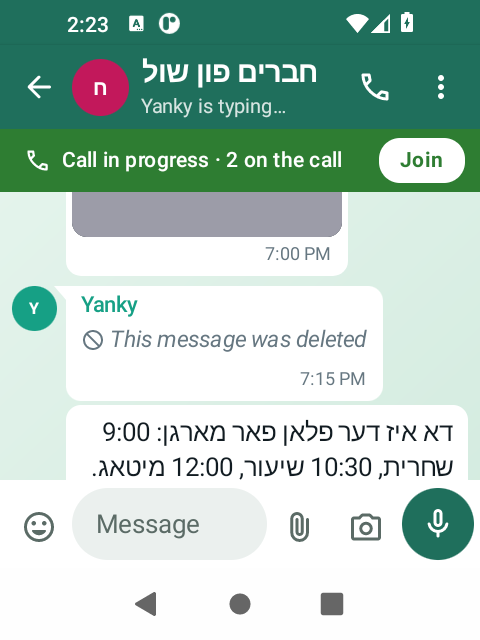 2:23
חברים פון שול
ח
Yanky is typing…
Call in progress · 2 on the call
Join
7:00 PM
Y
Yanky
This message was deleted
7:15 PM
דא איז דער פלאן פאר מארגן: 9:00
שחרית, 10:30 שיעור, 12:00 מיטאג.
Message